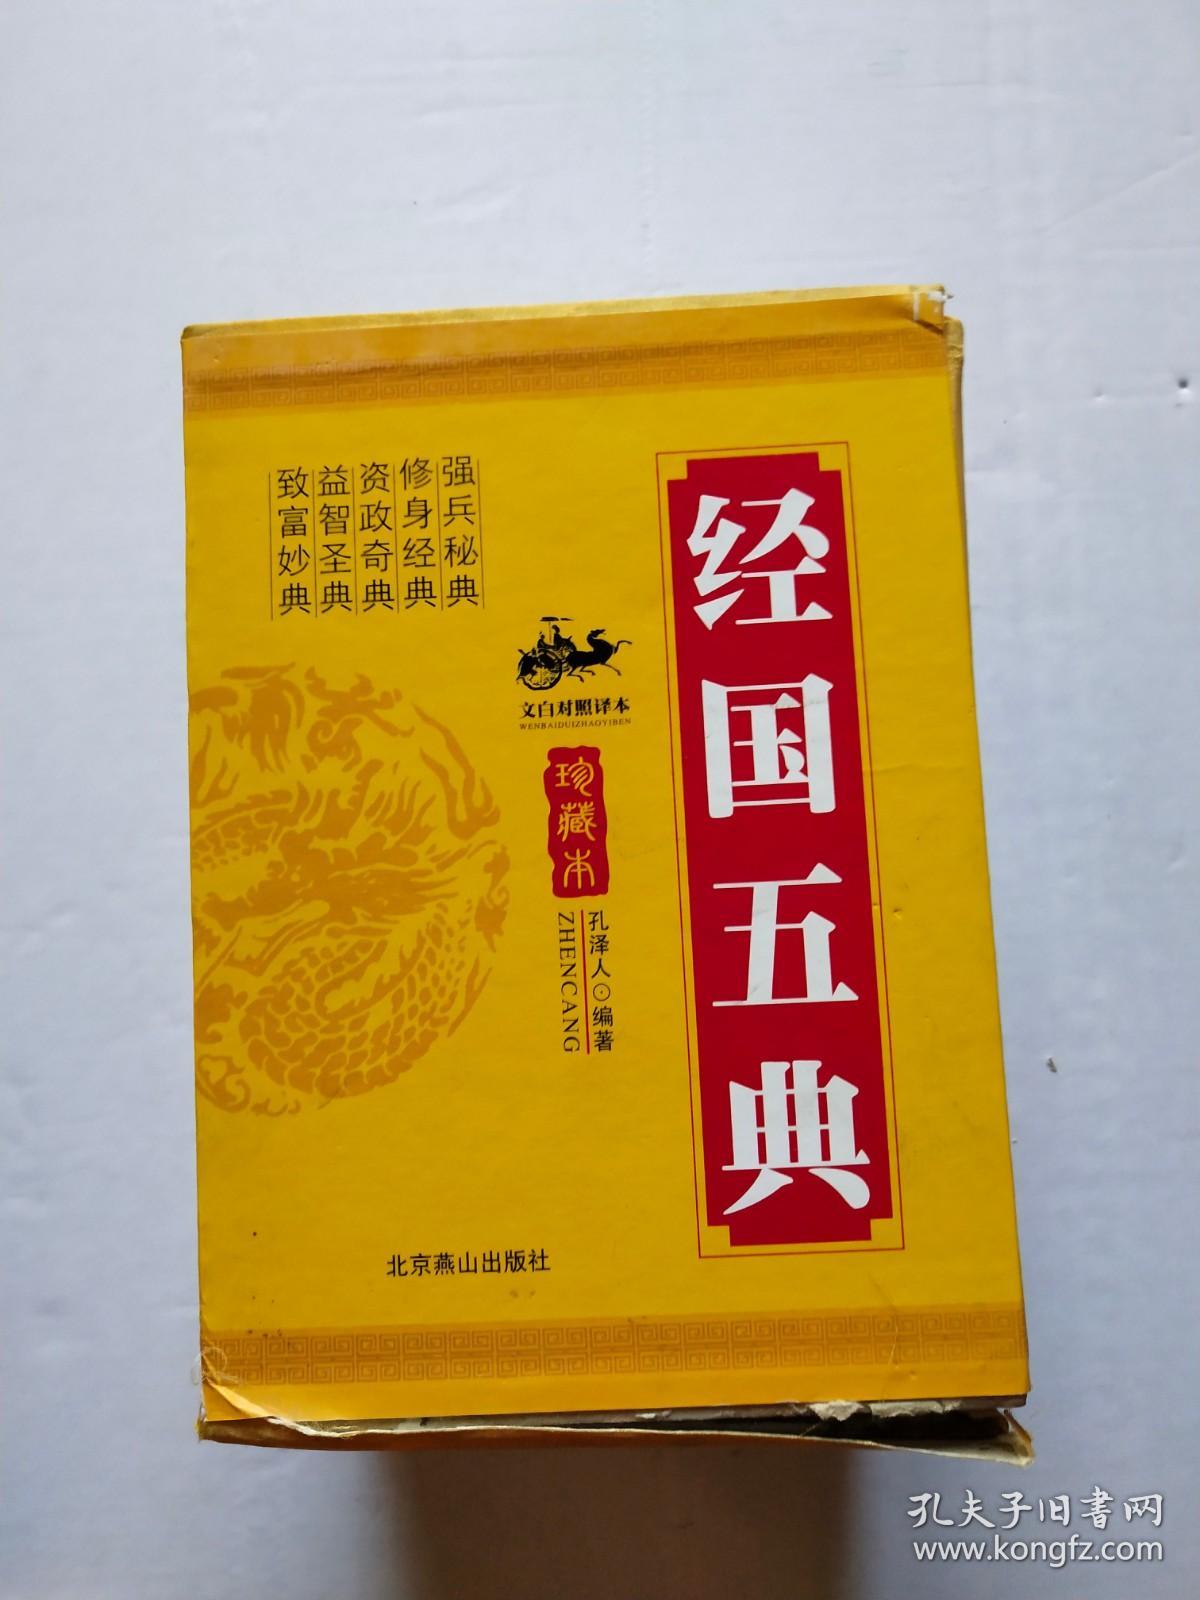 经国五典
强兵秘典
修身经典
资政奇典
益智圣典
致富妙典
文白对照译本
WENBAIDUIZHAOYIBEN
珍藏本
孔泽人⊙编著
ZHENCANG
北京燕山出版社
孔夫子旧书网
www.kongfz.com